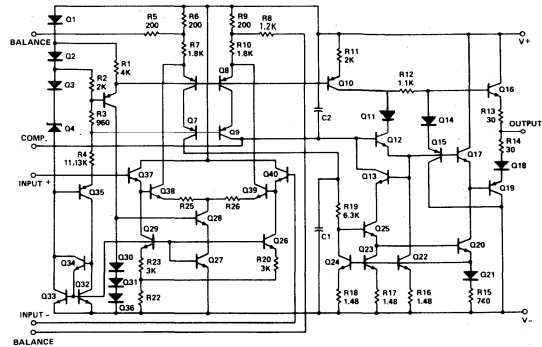 Q1
R5
200
R6
200
R9
200
R8
1.2K
BALANCE
V+
R7
1.8K
R10
1.8K
R11
2K
Q2
R1
4K
Q3
R2
2K
Q8
Q10
R12
1.1K
Q16
R3
960
C2
Q11
Q14
R13
30
OUTPUT
Q4
Q7
Q9
Q12
R14
30
COMP.
Q15
Q17
Q18
R4
11.13K
Q13
Q19
INPUT +
Q37
Q40
Q35
Q38
Q39
R25
R26
R19
6.3K
Q25
Q28
Q29
Q26
C1
Q34
Q30
R23
3K
Q27
R20
3K
Q24
Q23
Q22
Q20
Q33
Q32
Q31
Q21
Q36
R22
R18
1.48
R17
1.48
R16
1.48
R15
740
INPUT -
V-
BALANCE